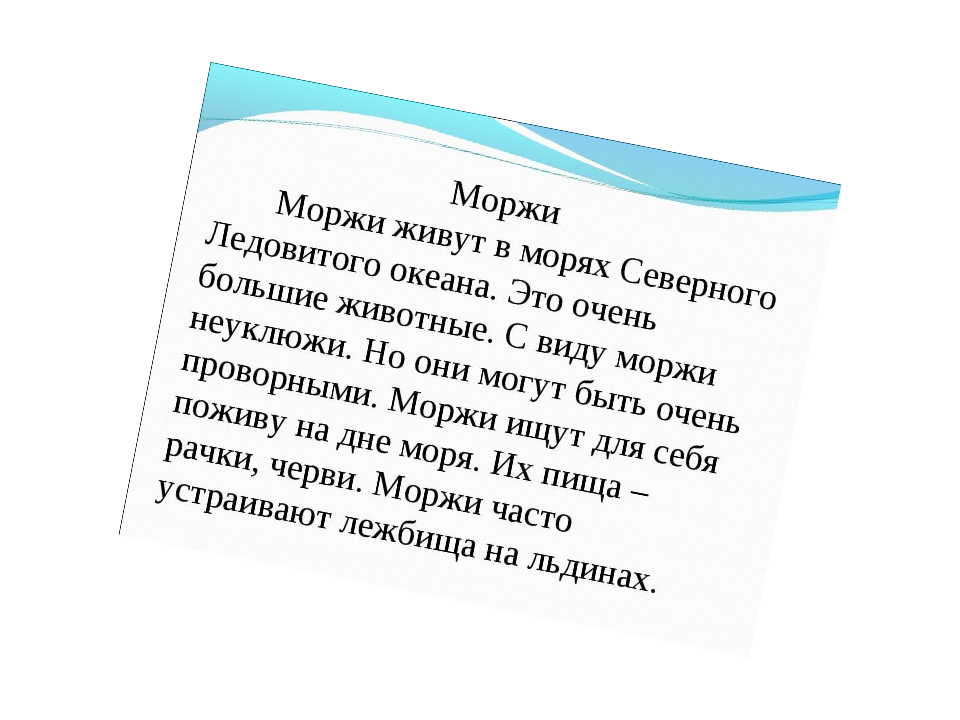 Моржи
Моржи живут в морях Северного
Ледовитого океана. Это очень
большие животные. С виду моржи
неуклюжи. Но они могут быть очень
проворными. Моржи ищут для себя
поживу на дне моря. Их пища –
рачки, черви. Моржи часто
устраивают лежбища на льдинах.